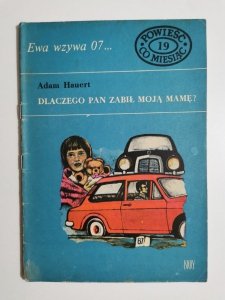 Ewa wzywa 07...
POWIEŚĆ
19
CO MIESIĄC
Adam Hauert
DLACZEGO PAN ZABIŁ MOJĄ MAMĘ?